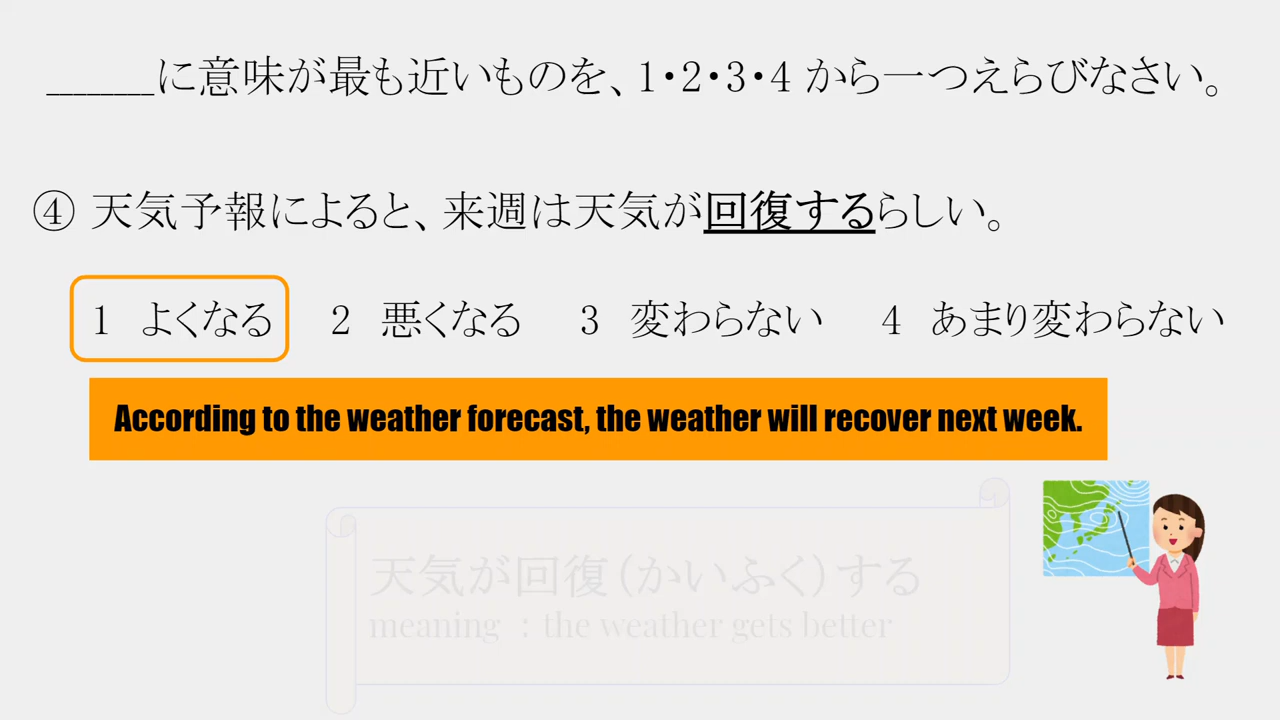 ________に意味が最も近いものを、1・2・3・4 から一つえらびなさい。
④ 天気予報によると、来週は天気が回復するらしい。
1 よくなる 2 悪くなる 3 変わらない 4 あまり変わらない
According to the weather forecast, the weather will recover next week.
天気が回復(かいふく)する
meaning : the weather gets better